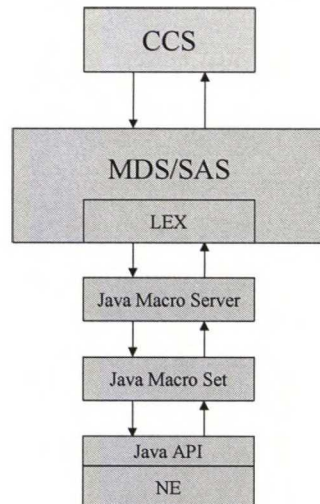 CCS
MDS/SAS
LEX
Java Macro Server
Java Macro Set
Java API
NE